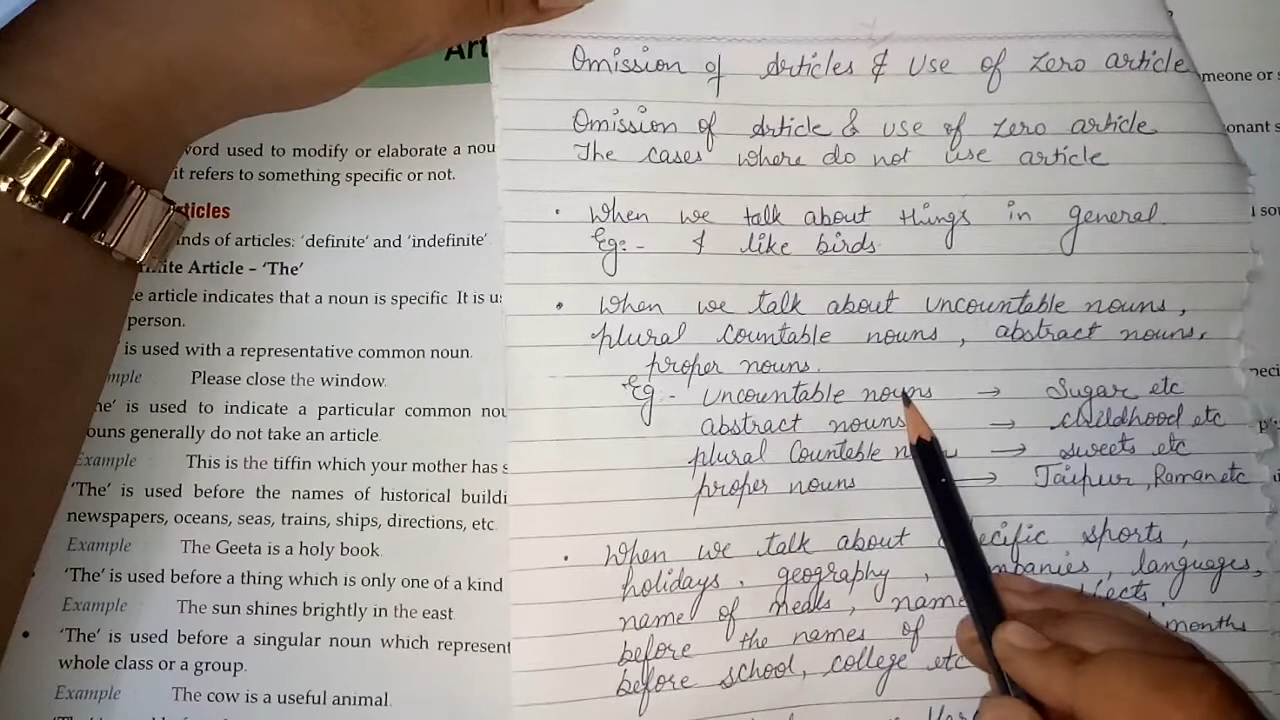 Art
word used to modify or elaborate a nou
it refers to something specific or not.
ticles
nds of articles: 'definite' and 'indefinite'
ite Article – 'The'
e article indicates that a noun is specific. It is u
person.
is used with a representative common noun.
mple Please close the window.
he' is used to indicate a particular common nou
ouns generally do not take an article.
Example This is the tiffin which your mother has s
'The' is used before the names of historical buildi
newspapers, oceans, seas, trains, ships, directions, etc.
Example The Geeta is a holy book.
'The' is used before a thing which is only one of a kind
Example The sun shines brightly in the east.
• 'The' is used before a singular noun which represent
whole class or a group.
Example The cow is a useful animal.
Omission of Articles & Use of Zero article
Omission of Article & use of zero article
The cases where do not use article
• When we talk about things in general
Eg:- I like birds.
• When we talk about uncountable nouns,
plural countable nouns, abstract nouns,
proper nouns.
Eg:- Uncountable nouns → Sugar etc
abstract nouns → childhood etc
plural Countable n → sweets etc
proper nouns → Jaipur, Raman etc
• When we talk about specific sports,
holidays, geography, companies, languages,
name of meals, name
before the names of months
before school, college etc
meone or s
onant s